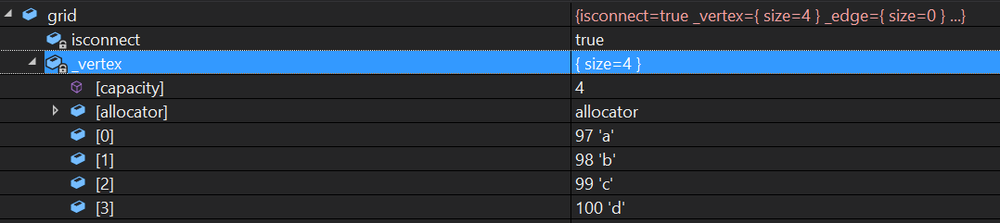 grid {isconnect=true _vertex={ size=4 } _edge={ size=0 } ...}
isconnect true
_vertex { size=4 }
[capacity] 4
[allocator] allocator
[0] 97 'a'
[1] 98 'b'
[2] 99 'c'
[3] 100 'd'